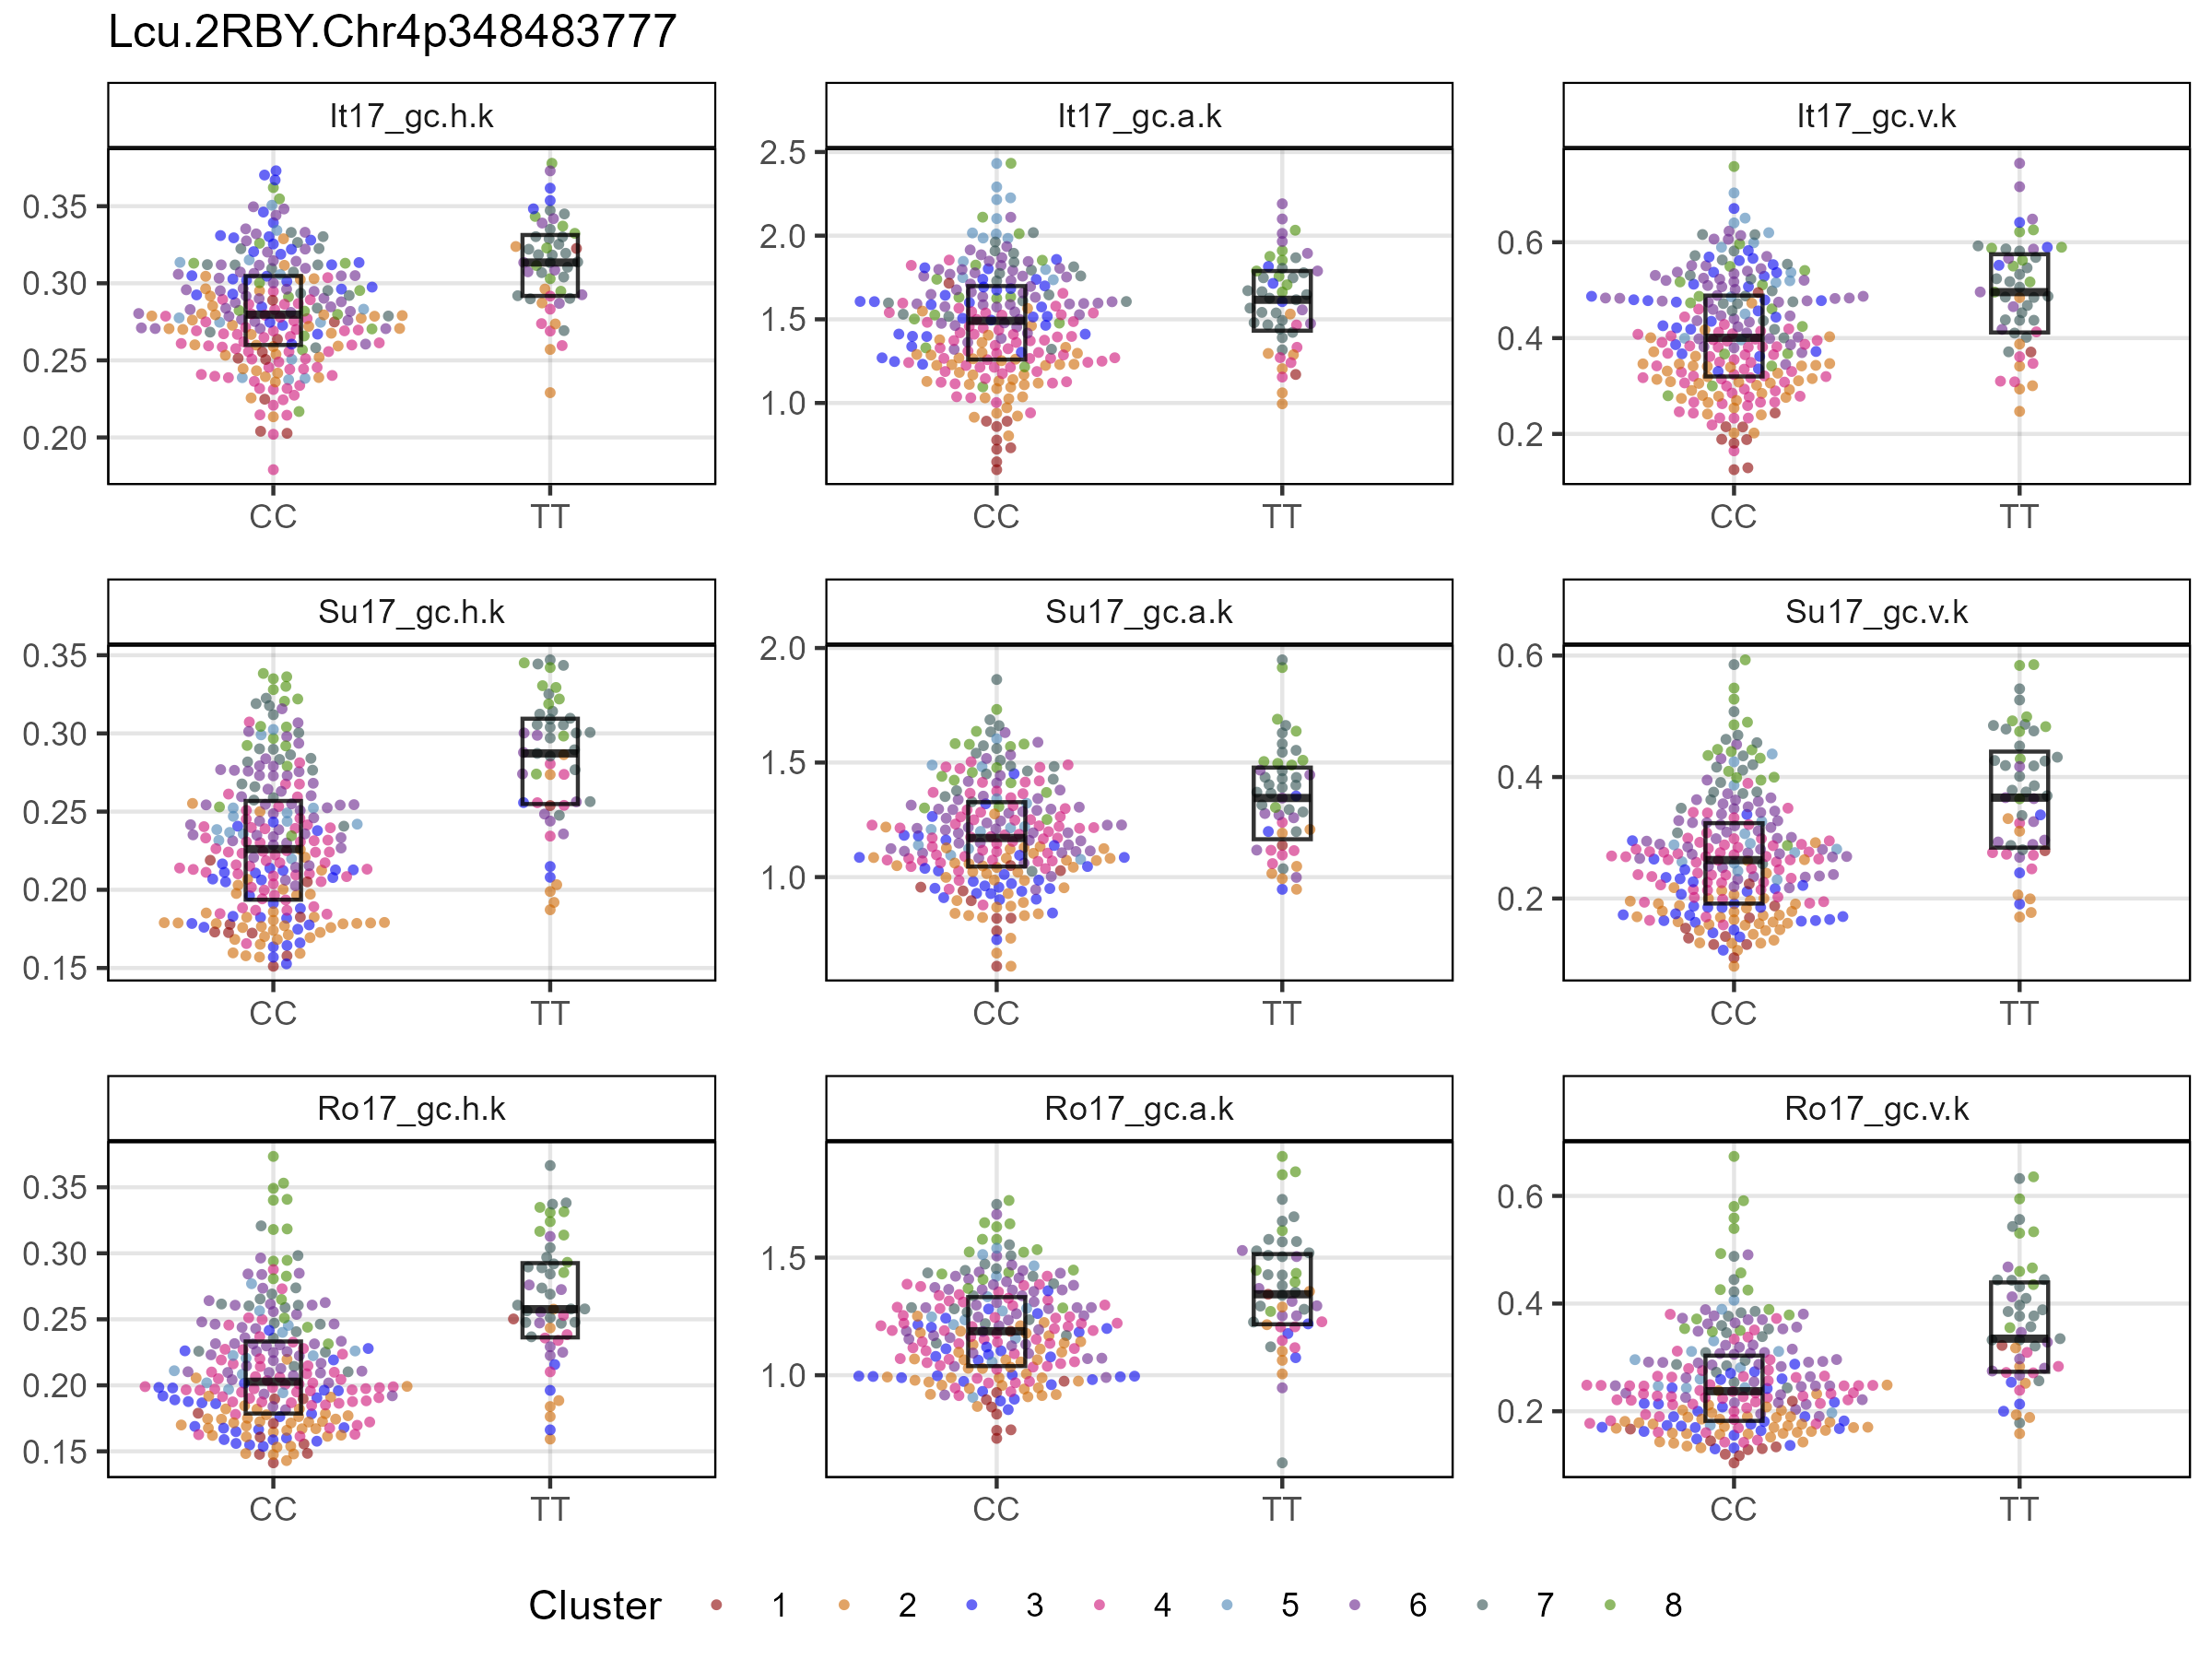 Lcu.2RBY.Chr4p348483777
It17_gc.h.k
It17_gc.a.k
It17_gc.v.k
0.35
0.30
0.25
0.20
CC TT
2.5
2.0
1.5
1.0
CC TT
0.6
0.4
0.2
CC TT
Su17_gc.h.k
Su17_gc.a.k
Su17_gc.v.k
0.35
0.30
0.25
0.20
0.15
CC TT
2.0
1.5
1.0
CC TT
0.6
0.4
0.2
CC TT
Ro17_gc.h.k
Ro17_gc.a.k
Ro17_gc.v.k
0.35
0.30
0.25
0.20
0.15
CC TT
1.5
1.0
CC TT
0.6
0.4
0.2
CC TT
Cluster 1 2 3 4 5 6 7 8